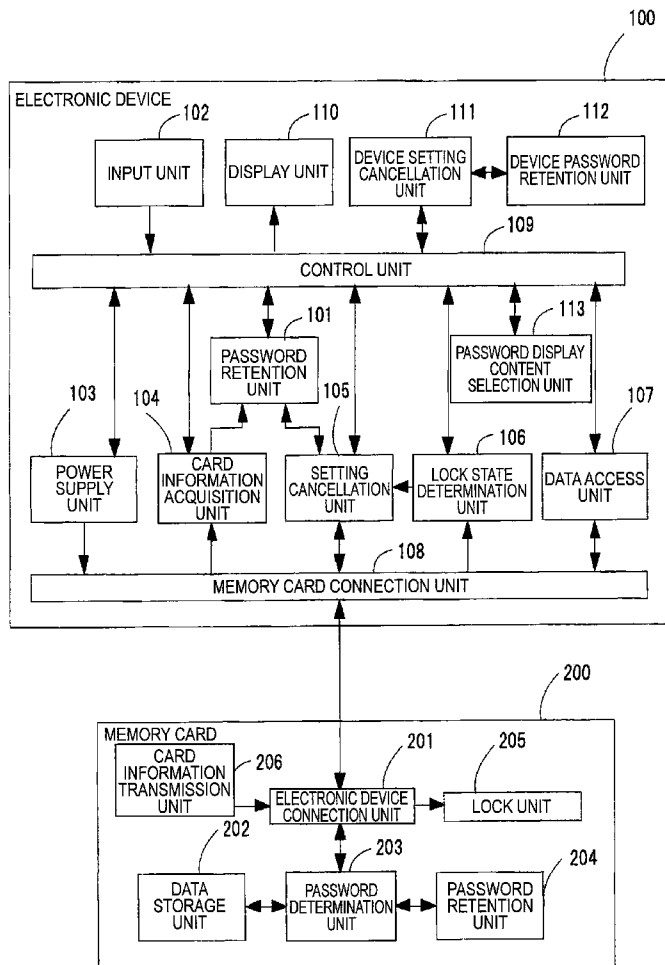 100
ELECTRONIC DEVICE
102
110
111
112
INPUT UNIT
DISPLAY UNIT
DEVICE SETTING
CANCELLATION
UNIT
DEVICE PASSWORD
RETENTION UNIT
109
CONTROL UNIT
101
113
PASSWORD
RETENTION
UNIT
PASSWORD DISPLAY
CONTENT
SELECTION UNIT
103
104
105
106
107
POWER
SUPPLY
UNIT
CARD
INFORMATION
ACQUISITION
UNIT
SETTING
CANCELLATION
UNIT
LOCK STATE
DETERMINATION
UNIT
DATA ACCESS
UNIT
108
MEMORY CARD CONNECTION UNIT
200
MEMORY CARD
CARD
INFORMATION
TRANSMISSION
UNIT
206
201
205
ELECTRONIC DEVICE
CONNECTION UNIT
LOCK UNIT
202
203
204
DATA
STORAGE
UNIT
PASSWORD
DETERMINATION
UNIT
PASSWORD
RETENTION
UNIT